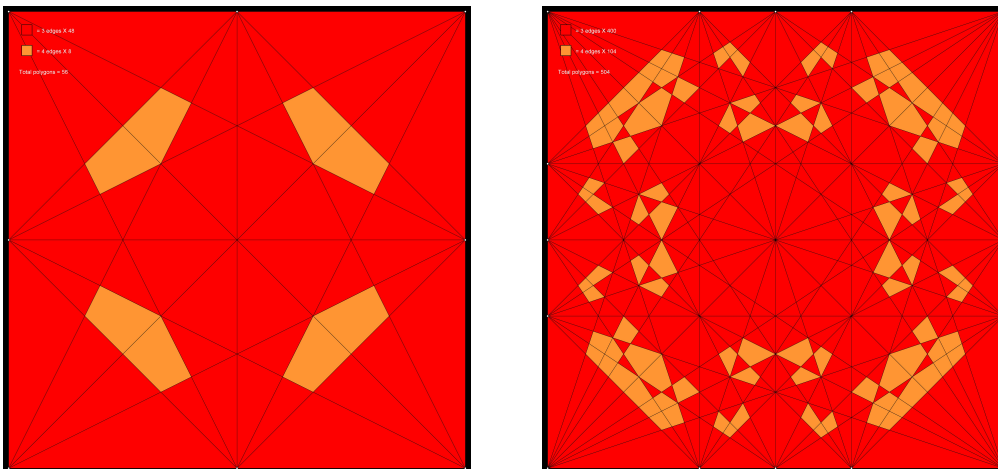 = 3 edges X 48
= 4 edges X 8
Total polygons = 56
= 3 edges X 400
= 4 edges X 104
Total polygons = 504